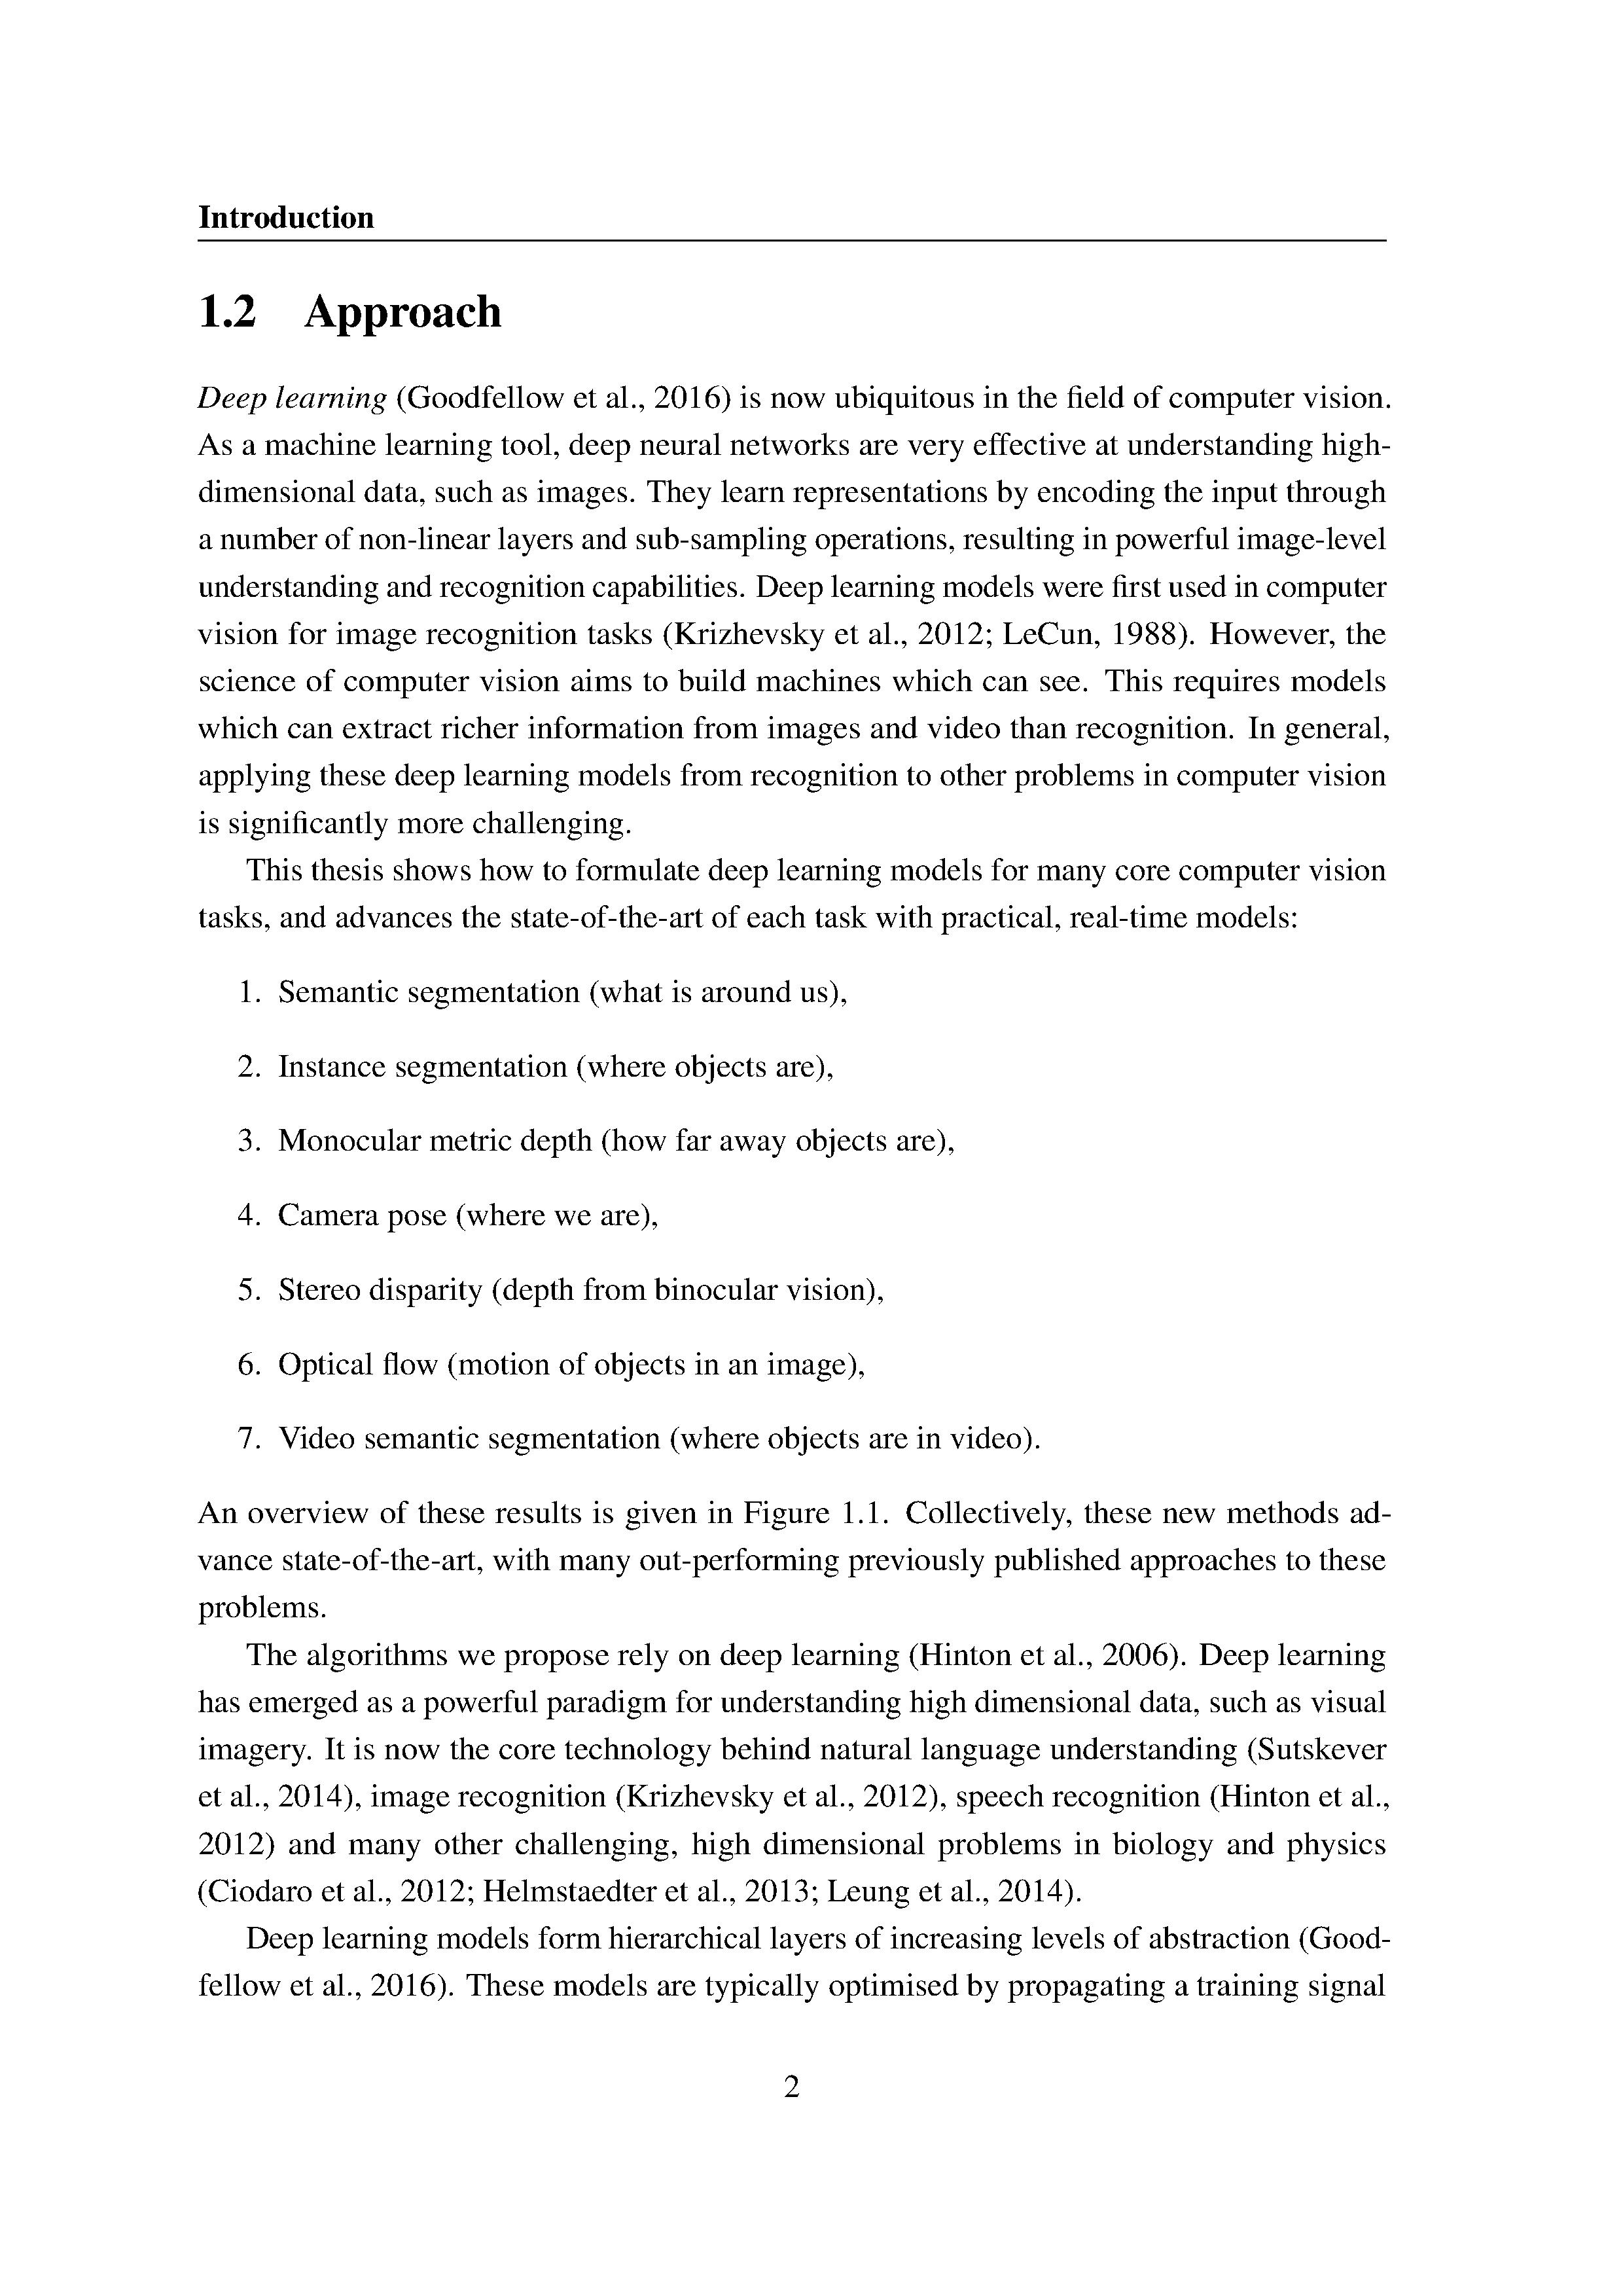 Introduction
1.2 Approach
Deep learning (Goodfellow et al., 2016) is now ubiquitous in the field of computer vision.
As a machine learning tool, deep neural networks are very effective at understanding high-
dimensional data, such as images. They learn representations by encoding the input through
a number of non-linear layers and sub-sampling operations, resulting in powerful image-level
understanding and recognition capabilities. Deep learning models were first used in computer
vision for image recognition tasks (Krizhevsky et al., 2012; LeCun, 1988). However, the
science of computer vision aims to build machines which can see. This requires models
which can extract richer information from images and video than recognition. In general,
applying these deep learning models from recognition to other problems in computer vision
is significantly more challenging.
This thesis shows how to formulate deep learning models for many core computer vision
tasks, and advances the state-of-the-art of each task with practical, real-time models:
1. Semantic segmentation (what is around us),
2. Instance segmentation (where objects are),
3. Monocular metric depth (how far away objects are),
4. Camera pose (where we are),
5. Stereo disparity (depth from binocular vision),
6. Optical flow (motion of objects in an image),
7. Video semantic segmentation (where objects are in video).
An overview of these results is given in Figure 1.1. Collectively, these new methods ad-
vance state-of-the-art, with many out-performing previously published approaches to these
problems.
The algorithms we propose rely on deep learning (Hinton et al., 2006). Deep learning
has emerged as a powerful paradigm for understanding high dimensional data, such as visual
imagery. It is now the core technology behind natural language understanding (Sutskever
et al., 2014), image recognition (Krizhevsky et al., 2012), speech recognition (Hinton et al.,
2012) and many other challenging, high dimensional problems in biology and physics
(Ciodaro et al., 2012; Helmstaedter et al., 2013; Leung et al., 2014).
Deep learning models form hierarchical layers of increasing levels of abstraction (Good-
fellow et al., 2016). These models are typically optimised by propagating a training signal
2